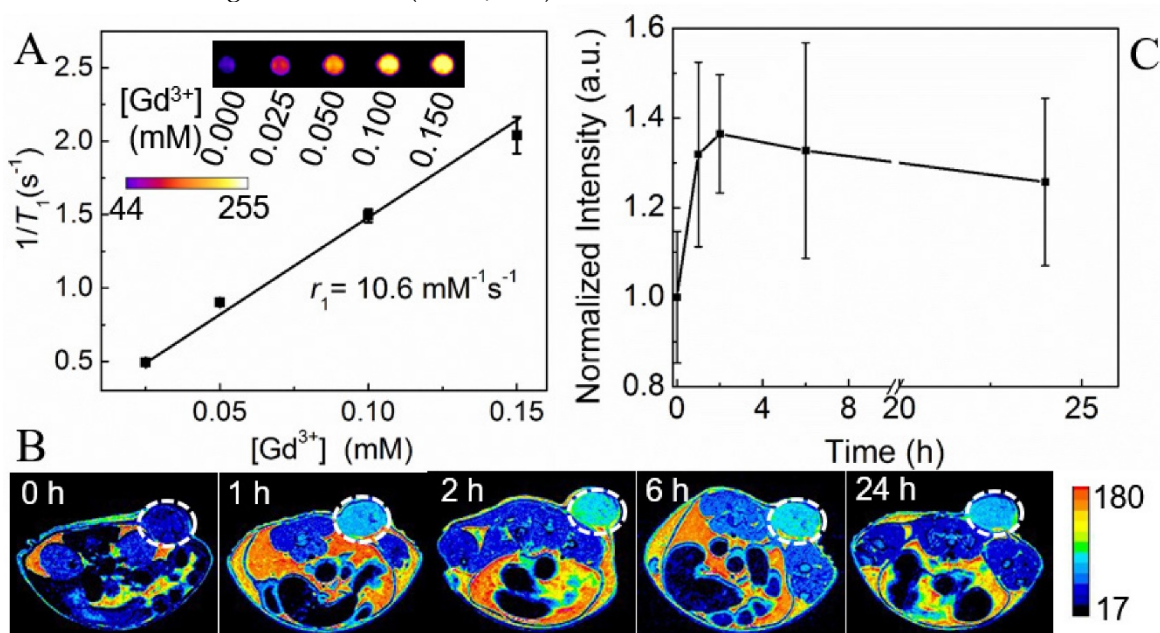 A
2.5
2.0
1.5
1.0
0.5
1/T₁(s⁻¹)
[Gd³⁺]
(mM)
0.000
0.025
0.050
0.100
0.150
44
255
r₁= 10.6 mM⁻¹s⁻¹
0.05
0.10
0.15
[Gd³⁺] (mM)
C
1.6
1.4
1.2
1.0
0.8
Normalized Intensity (a.u.)
0
4
8
20
25
Time (h)
B
0 h
1 h
2 h
6 h
24 h
180
17